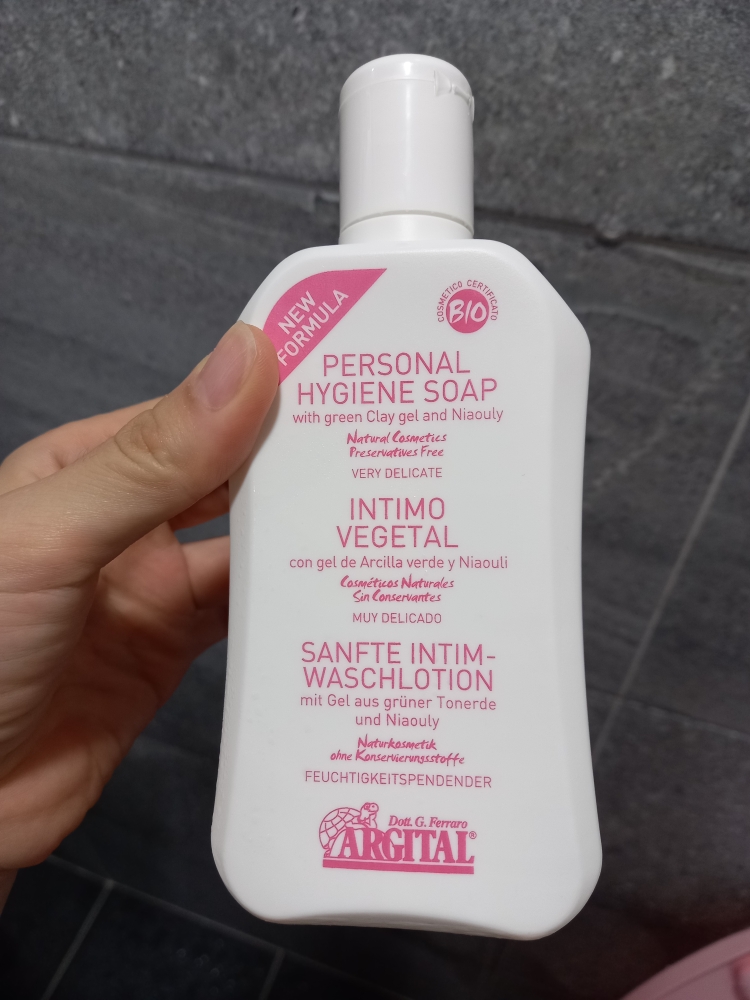 NEW
FORMULA
COSMETICO CERTIFICATO
BIO
PERSONAL
HYGIENE SOAP
with green Clay gel and Niaouly
Natural Cosmetics
Preservatives Free
VERY DELICATE
INTIMO
VEGETAL
con gel de Arcilla verde y Niaouli
Cosméticos Naturales
Sin Conservantes
MUY DELICADO
SANFTE INTIM-
WASCHLOTION
mit Gel aus grüner Tonerde
und Niaouly
Naturkosmetik
ohne Konservierungsstoffe
FEUCHTIGKEITSPENDENDER
Dott. G. Ferraro
ARGITAL®